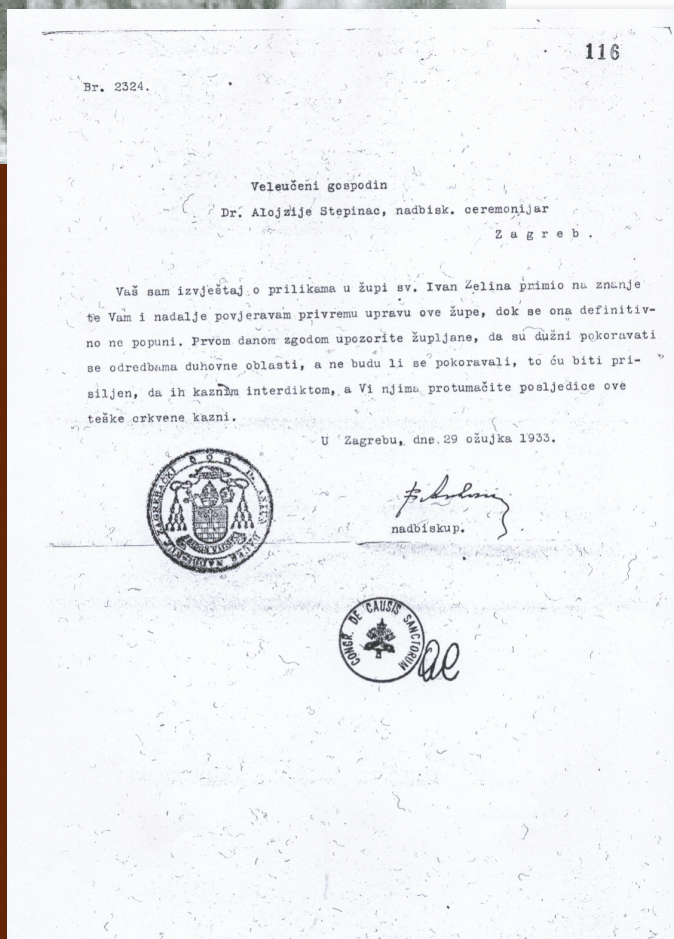 116
Br. 2324.
Veleučeni gospodin
Dr. Alojzije Stepinac, nadbisk. ceremonijar
Z a g r e b .
Vaš sam izvještaj o prilikama u župi sv. Ivan Zelina primio na znanje
te Vam i nadalje povjeravam privremu upravu ove župe, dok se ona definitiv-
no ne popuni. Prvom danom zgodom upozorite župljane, da su dužni pokoravati
se odredbama duhovne oblasti, a ne budu li se pokoravali, to ću biti pri-
siljen, da ih kaznim interdiktom, a Vi njima protumačite posljedice ove
teške crkvene kazni.
U Zagrebu, dne 29 ožujka 1933.
nadbiskup.
CONGR. DE CAUSIS SANCTORUM